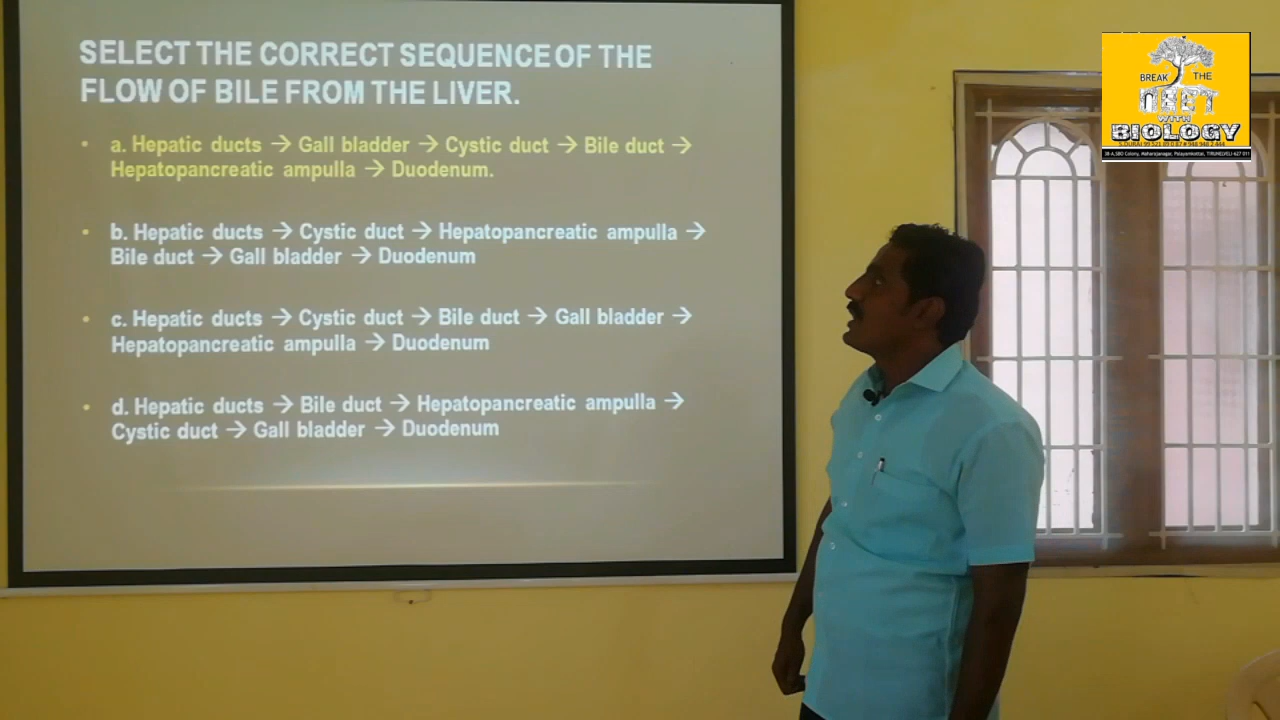 SELECT THE CORRECT SEQUENCE OF THE
FLOW OF BILE FROM THE LIVER.
• a. Hepatic ducts → Gall bladder → Cystic duct → Bile duct →
Hepatopancreatic ampulla → Duodenum.
• b. Hepatic ducts → Cystic duct → Hepatopancreatic ampulla →
Bile duct → Gall bladder → Duodenum
• c. Hepatic ducts → Cystic duct → Bile duct → Gall bladder →
Hepatopancreatic ampulla → Duodenum
• d. Hepatic ducts → Bile duct → Hepatopancreatic ampulla →
Cystic duct → Gall bladder → Duodenum
BREAK THE
NEET
WITH
BIOLOGY